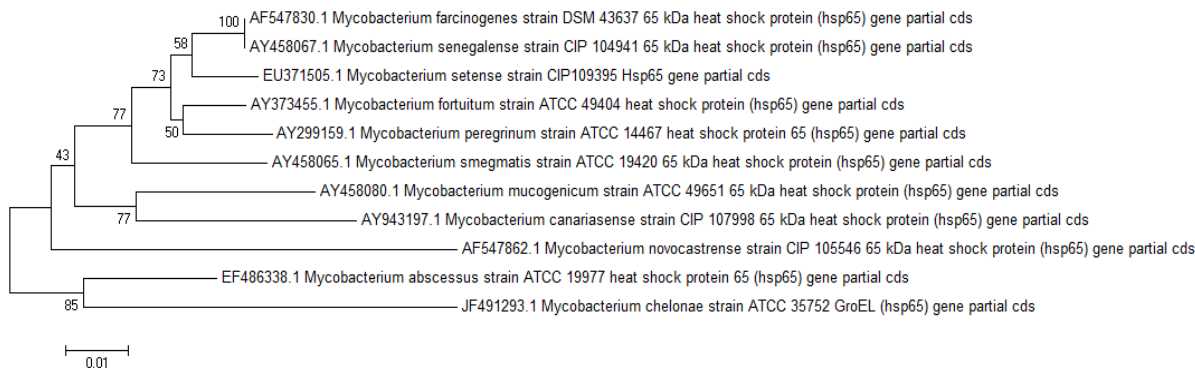 100 AF547830.1 Mycobacterium farcinogenes strain DSM 43637 65 kDa heat shock protein (hsp65) gene partial cds
58 AY458067.1 Mycobacterium senegalense strain CIP 104941 65 kDa heat shock protein (hsp65) gene partial cds
73 EU371505.1 Mycobacterium setense strain CIP109395 Hsp65 gene partial cds
AY373455.1 Mycobacterium fortuitum strain ATCC 49404 heat shock protein (hsp65) gene partial cds
77 50 AY299159.1 Mycobacterium peregrinum strain ATCC 14467 heat shock protein 65 (hsp65) gene partial cds
43 AY458065.1 Mycobacterium smegmatis strain ATCC 19420 65 kDa heat shock protein (hsp65) gene partial cds
AY458080.1 Mycobacterium mucogenicum strain ATCC 49651 65 kDa heat shock protein (hsp65) gene partial cds
77 AY943197.1 Mycobacterium canariasense strain CIP 107998 65 kDa heat shock protein (hsp65) gene partial cds
AF547862.1 Mycobacterium novocastrense strain CIP 105546 65 kDa heat shock protein (hsp65) gene partial cds
EF486338.1 Mycobacterium abscessus strain ATCC 19977 heat shock protein 65 (hsp65) gene partial cds
85 JF491293.1 Mycobacterium chelonae strain ATCC 35752 GroEL (hsp65) gene partial cds
0.01